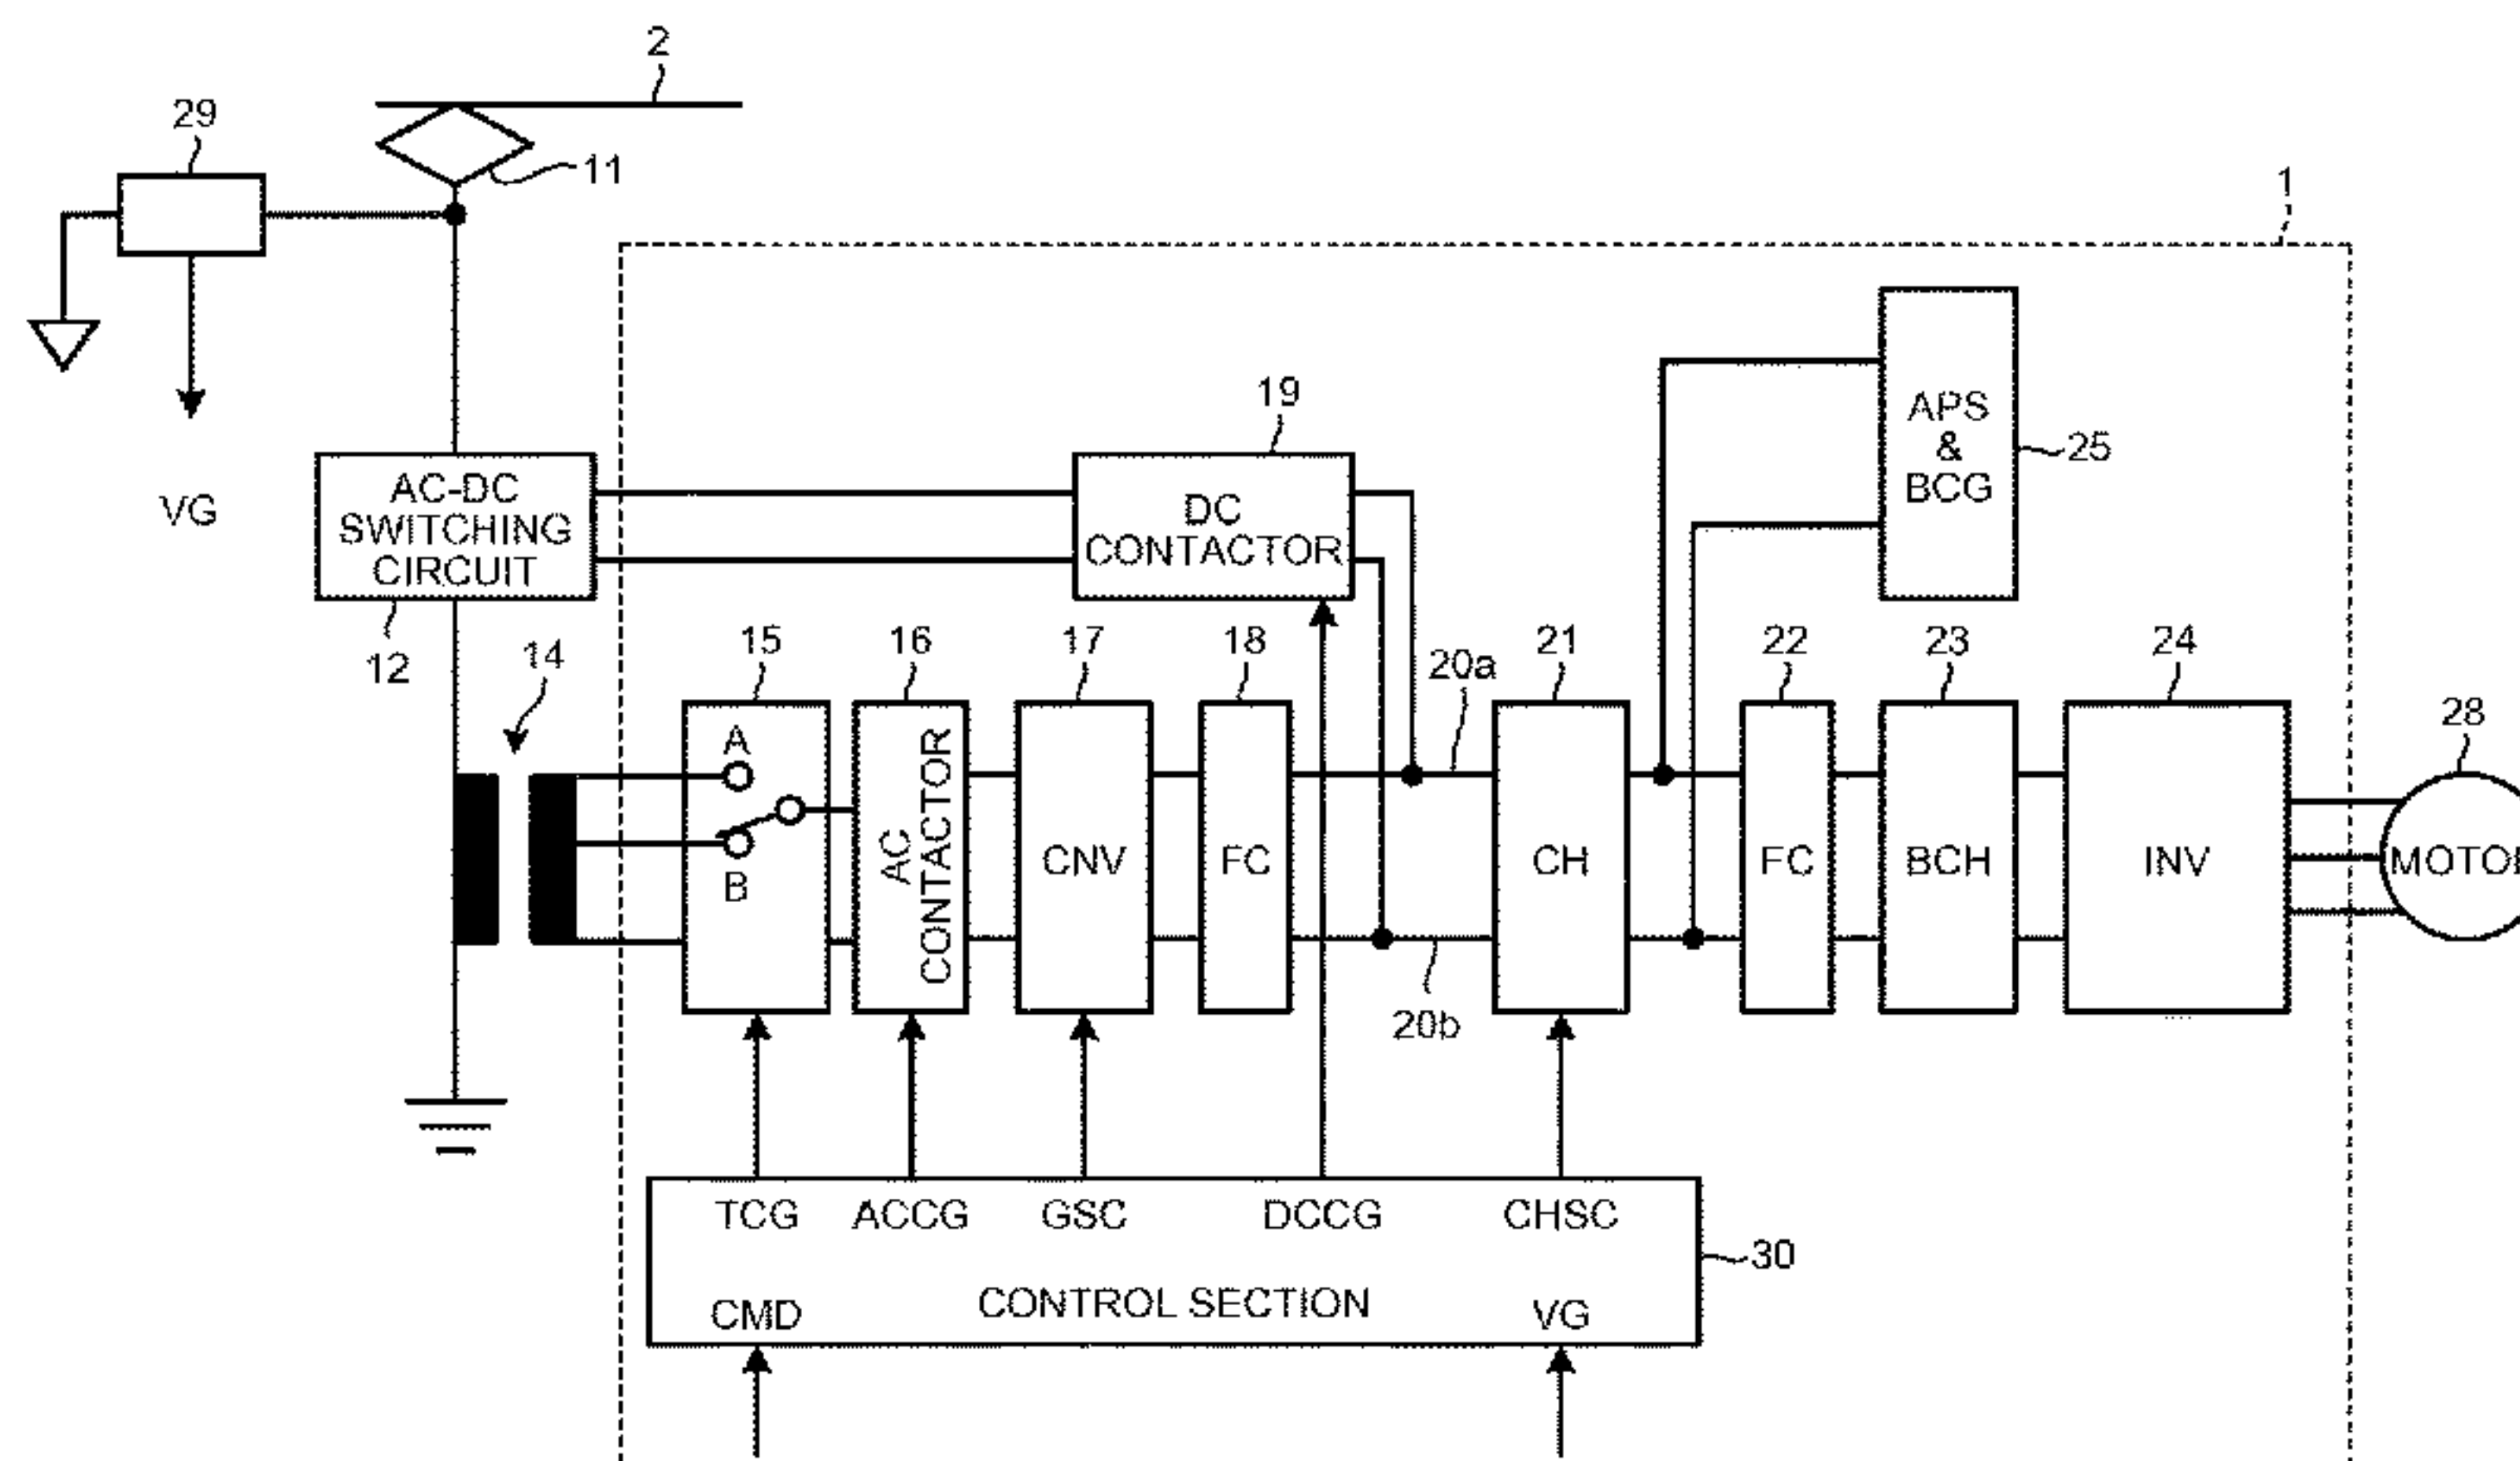 2
29
11
1
VG
AC-DC
SWITCHING
CIRCUIT
12
19
DC
CONTACTOR
APS
&
BCG
25
14
15
16
17
18
20a
21
22
23
24
28
A
B
AC
CONTACTOR
CNV
FC
CH
FC
BCH
INV
20b
TCG
ACCG
GSC
DCCG
CHSC
30
CMD
CONTROL SECTION
VG